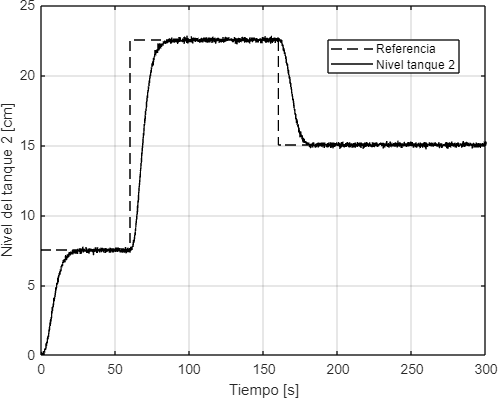 25
20
15
10
5
0
Nivel del tanque 2 [cm]
Referencia
Nivel tanque 2
0 50 100 150 200 250 300
Tiempo [s]